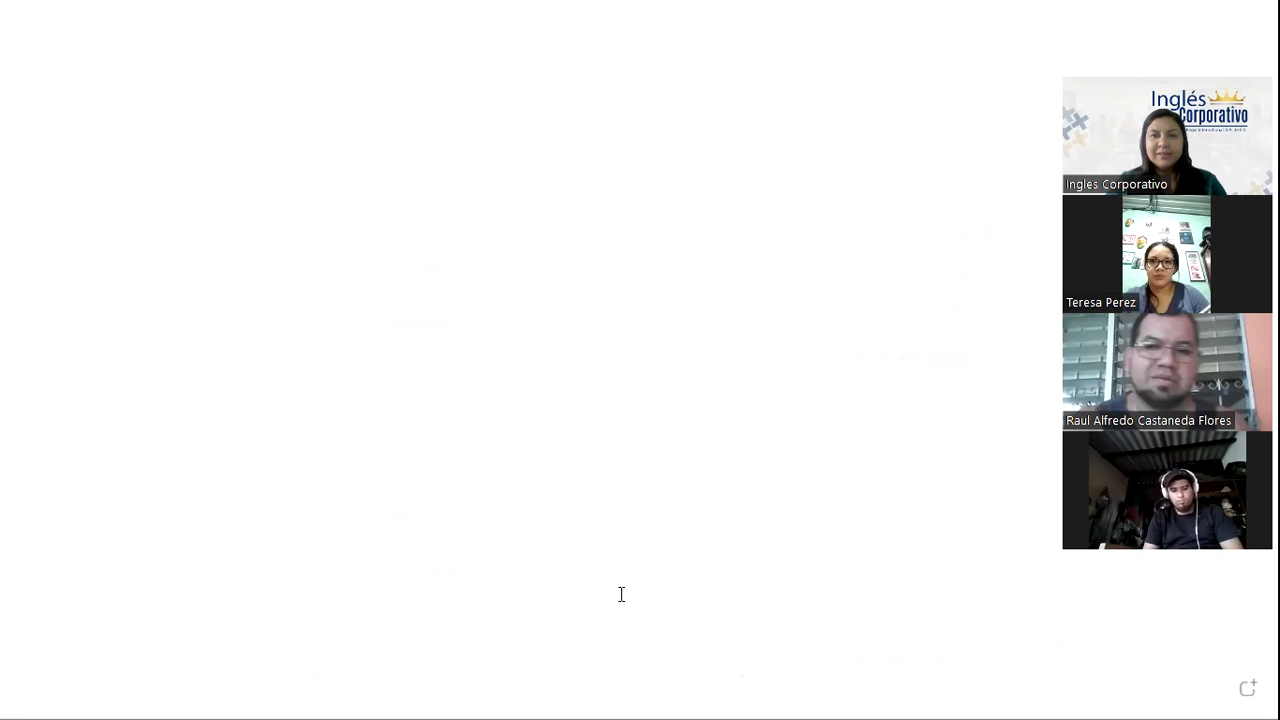 Inglés
Corporativo
Ingles Corporativo
Teresa Perez
Raul Alfredo Castaneda Flores